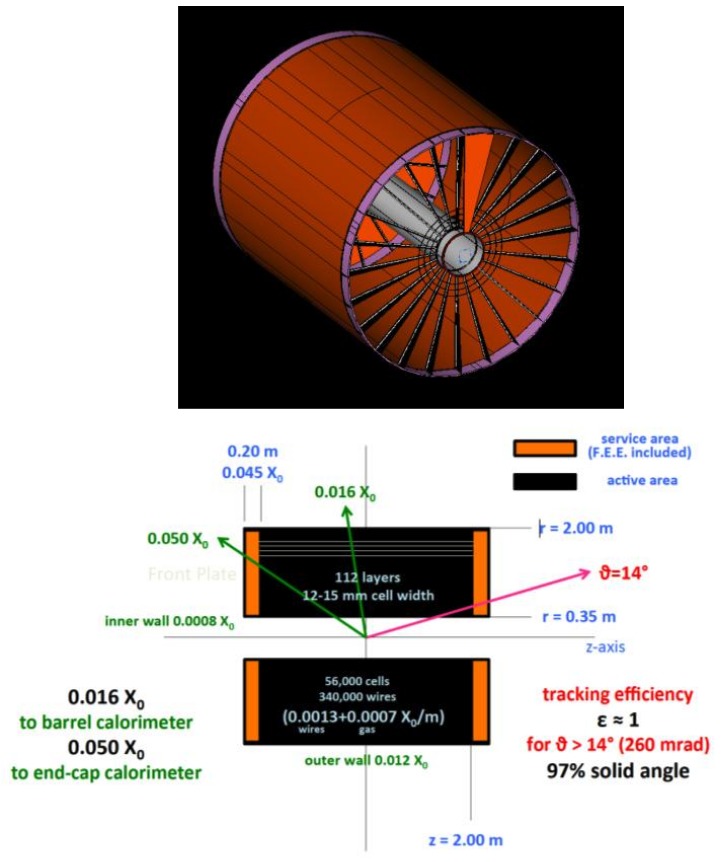 service area
(F.E.E. included)
active area
0.20 m
0.045 X₀
0.016 X₀
0.050 X₀
r = 2.00 m
Front Plate
112 layers
12-15 mm cell width
ϑ=14°
inner wall 0.0008 X₀
r = 0.35 m
z-axis
56,000 cells
340,000 wires
(0.0013+0.0007 X₀/m)
wires gas
outer wall 0.012 X₀
0.016 X₀
to barrel calorimeter
0.050 X₀
to end-cap calorimeter
tracking efficiency
ε ≈ 1
for ϑ > 14° (260 mrad)
97% solid angle
z = 2.00 m